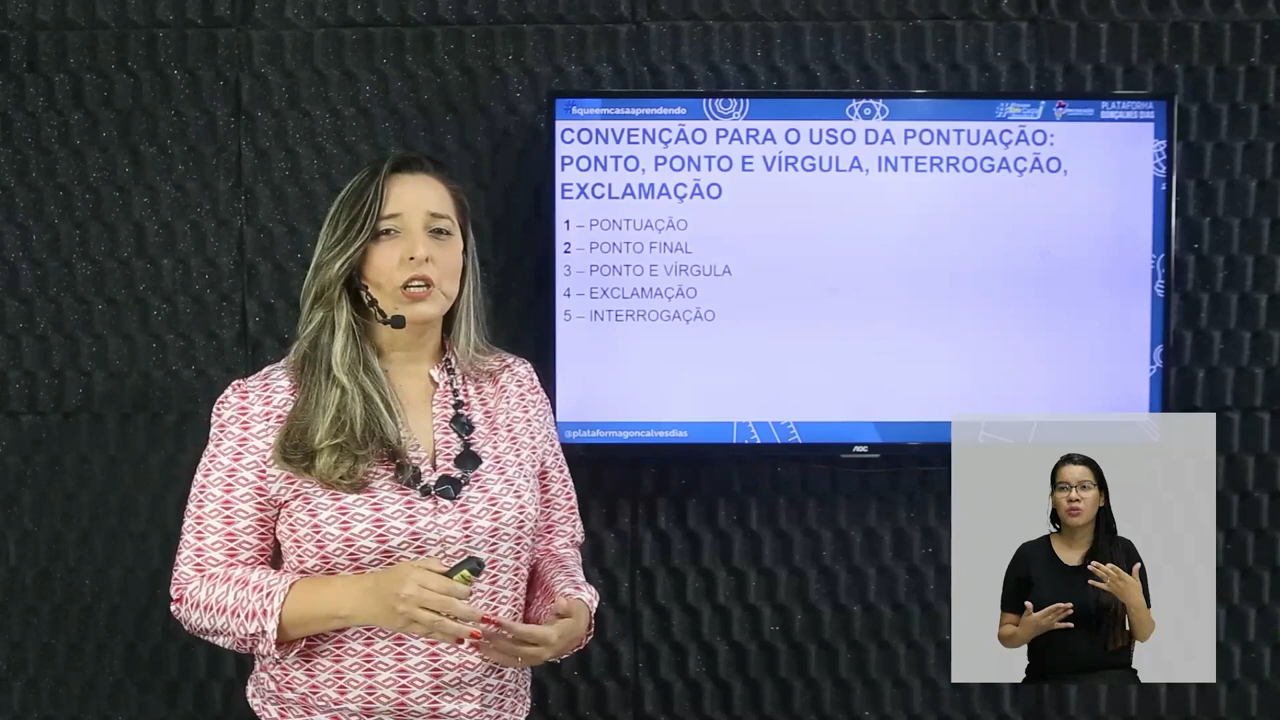 #fiqueemcasaaprendendo
PLATAFORMA
GONÇALVES DIAS
CONVENÇÃO PARA O USO DA PONTUAÇÃO:
PONTO, PONTO E VÍRGULA, INTERROGAÇÃO,
EXCLAMAÇÃO
1 – PONTUAÇÃO
2 – PONTO FINAL
3 – PONTO E VÍRGULA
4 – EXCLAMAÇÃO
5 – INTERROGAÇÃO
@plataformagoncalvesdias
AOC